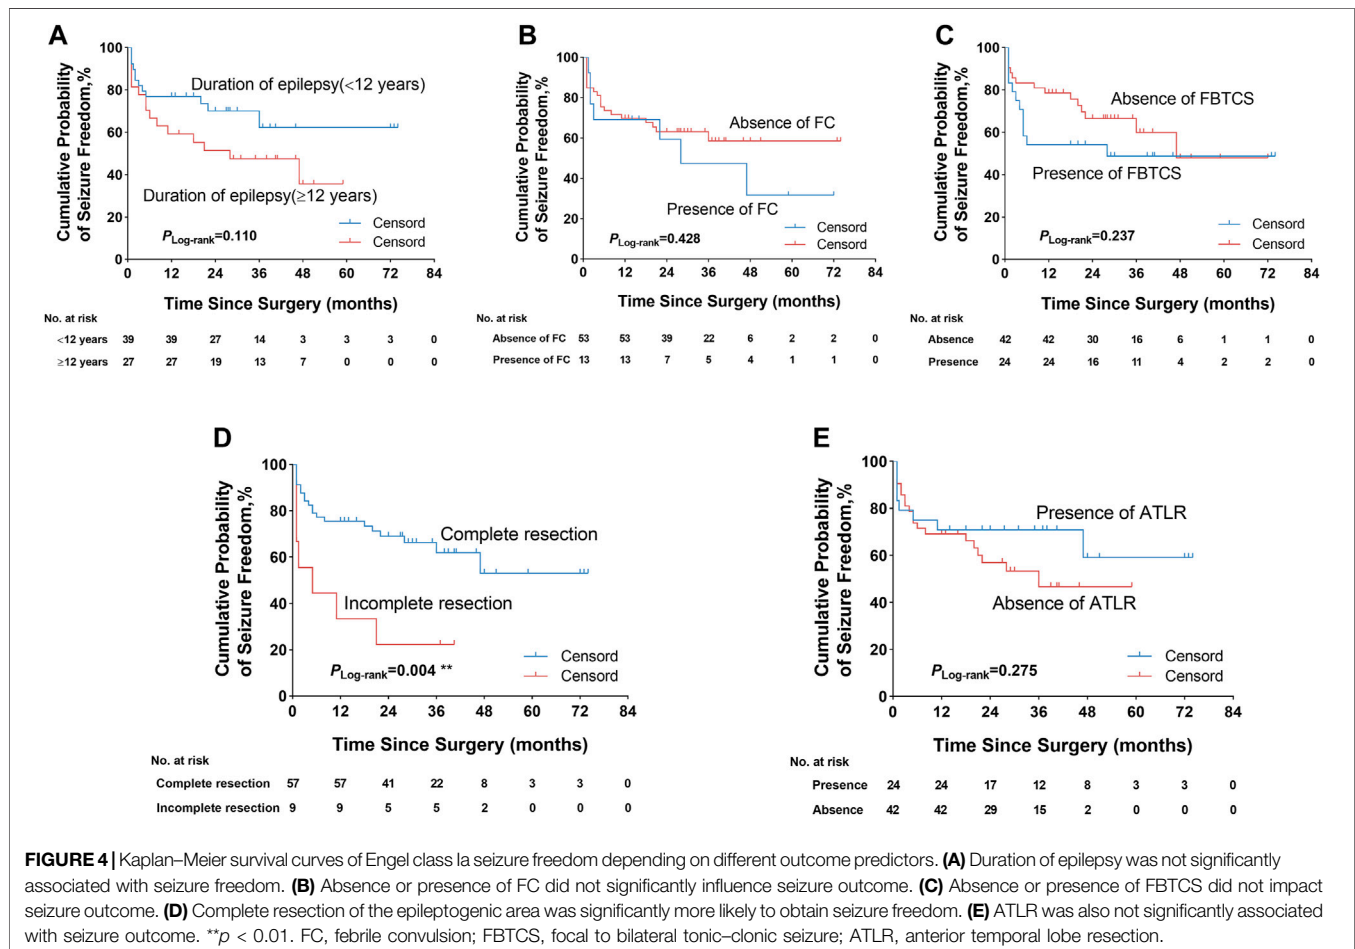 A
Cumulative Probability
of Seizure Freedom,%
100
80
60
40
20
0
Duration of epilepsy(<12 years)
Duration of epilepsy(≥12 years)
PLog-rank=0.110
Censord
Censord
0 12 24 36 48 60 72 84
Time Since Surgery (months)
No. at risk
<12 years 39 39 27 14 3 3 3 0
≥12 years 27 27 19 13 7 0 0 0
B
Cumulative Probability
of Seizure Freedom,%
100
80
60
40
20
0
Absence of FC
Presence of FC
PLog-rank=0.428
Censord
Censord
0 12 24 36 48 60 72 84
Time Since Surgery (months)
No. at risk
Absence of FC 53 53 39 22 6 2 2 0
Presence of FC 13 13 7 5 4 1 1 0
C
Cumulative Probability
of Seizure Freedom,%
100
80
60
40
20
0
Absence of FBTCS
Presence of FBTCS
PLog-rank=0.237
Censord
Censord
0 12 24 36 48 60 72 84
Time Since Surgery (months)
No. at risk
Absence 42 42 30 16 6 1 1 0
Presence 24 24 16 11 4 2 2 0
D
Cumulative Probability
of Seizure Freedom,%
100
80
60
40
20
0
Complete resection
Incomplete resection
PLog-rank=0.004 **
Censord
Censord
0 12 24 36 48 60 72 84
Time Since Surgery (months)
No. at risk
Complete resection 57 57 41 22 8 3 3 0
Incomplete resection 9 9 5 5 2 0 0 0
E
Cumulative Probability
of Seizure Freedom,%
100
80
60
40
20
0
Presence of ATLR
Absence of ATLR
PLog-rank=0.275
Censord
Censord
0 12 24 36 48 60 72 84
Time Since Surgery (months)
No. at risk
Presence 24 24 17 12 8 3 3 0
Absence 42 42 29 15 2 0 0 0
FIGURE 4 | Kaplan–Meier survival curves of Engel class Ia seizure freedom depending on different outcome predictors. (A) Duration of epilepsy was not significantly
associated with seizure freedom. (B) Absence or presence of FC did not significantly influence seizure outcome. (C) Absence or presence of FBTCS did not impact
seizure outcome. (D) Complete resection of the epileptogenic area was significantly more likely to obtain seizure freedom. (E) ATLR was also not significantly associated
with seizure outcome. **p < 0.01. FC, febrile convulsion; FBTCS, focal to bilateral tonic–clonic seizure; ATLR, anterior temporal lobe resection.